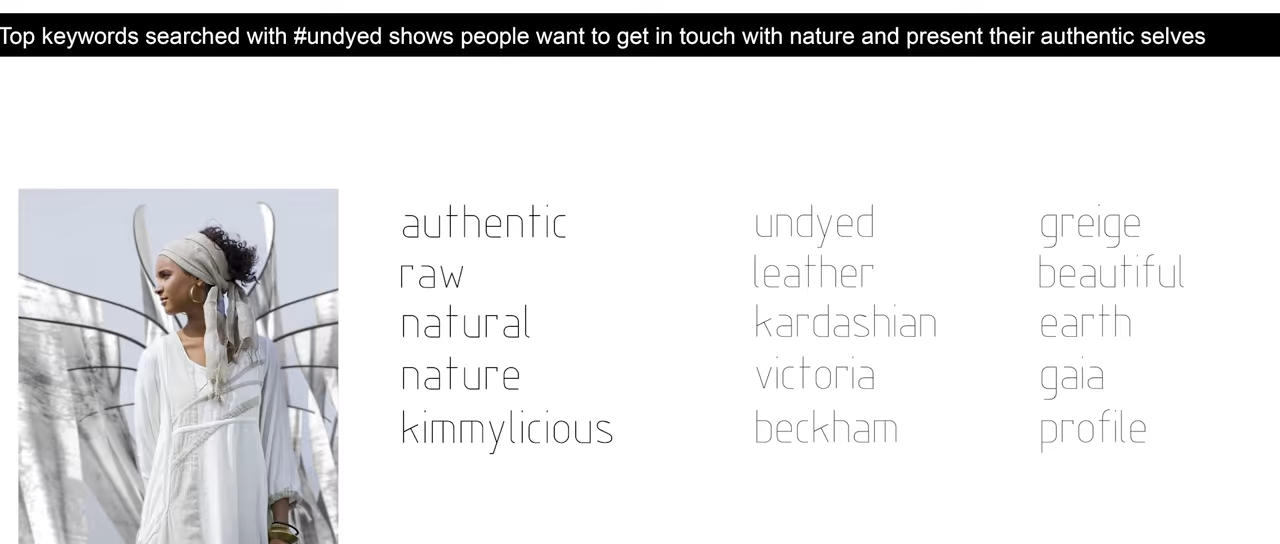 Top keywords searched with #undyed shows people want to get in touch with nature and present their authentic selves
authentic
raw
natural
nature
kimmylicious
undyed
leather
kardashian
victoria
beckham
greige
beautiful
earth
gaia
profile